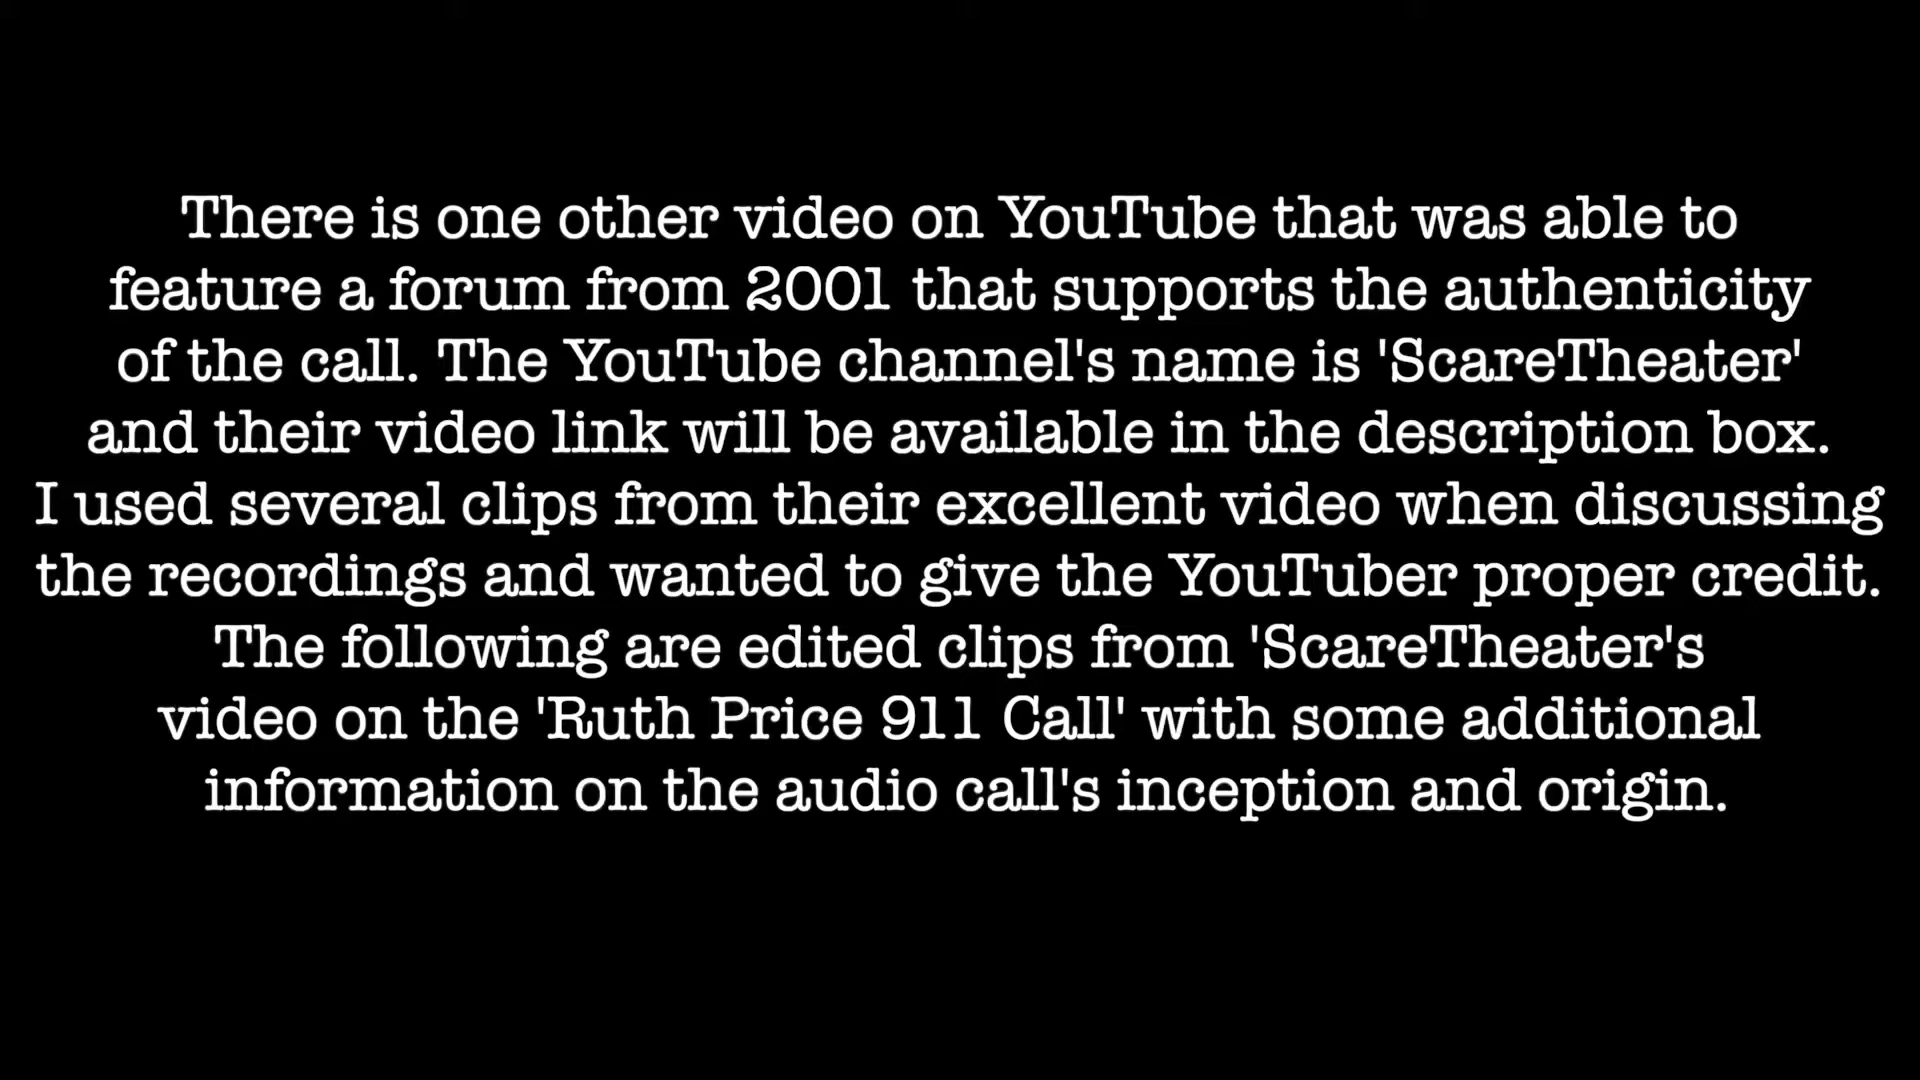 There is one other video on YouTube that was able to
feature a forum from 2001 that supports the authenticity
of the call. The YouTube channel's name is 'ScareTheater'
and their video link will be available in the description box.
I used several clips from their excellent video when discussing
the recordings and wanted to give the YouTuber proper credit.
The following are edited clips from 'ScareTheater's
video on the 'Ruth Price 911 Call' with some additional
information on the audio call's inception and origin.